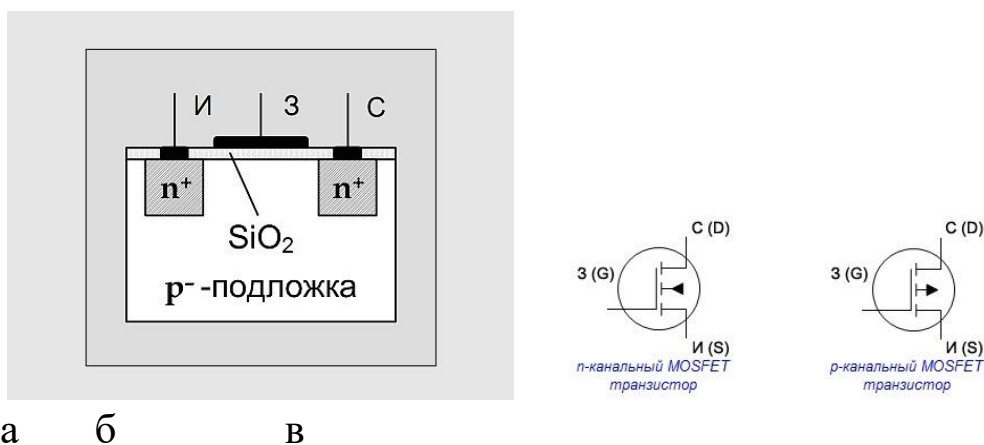 И З С
n⁺ n⁺
SiO₂
p⁻ -подложка
C (D) C (D)
З (G) З (G)
И (S) И (S)
n-канальный MOSFET p-канальный MOSFET
транзистор транзистор
а б в